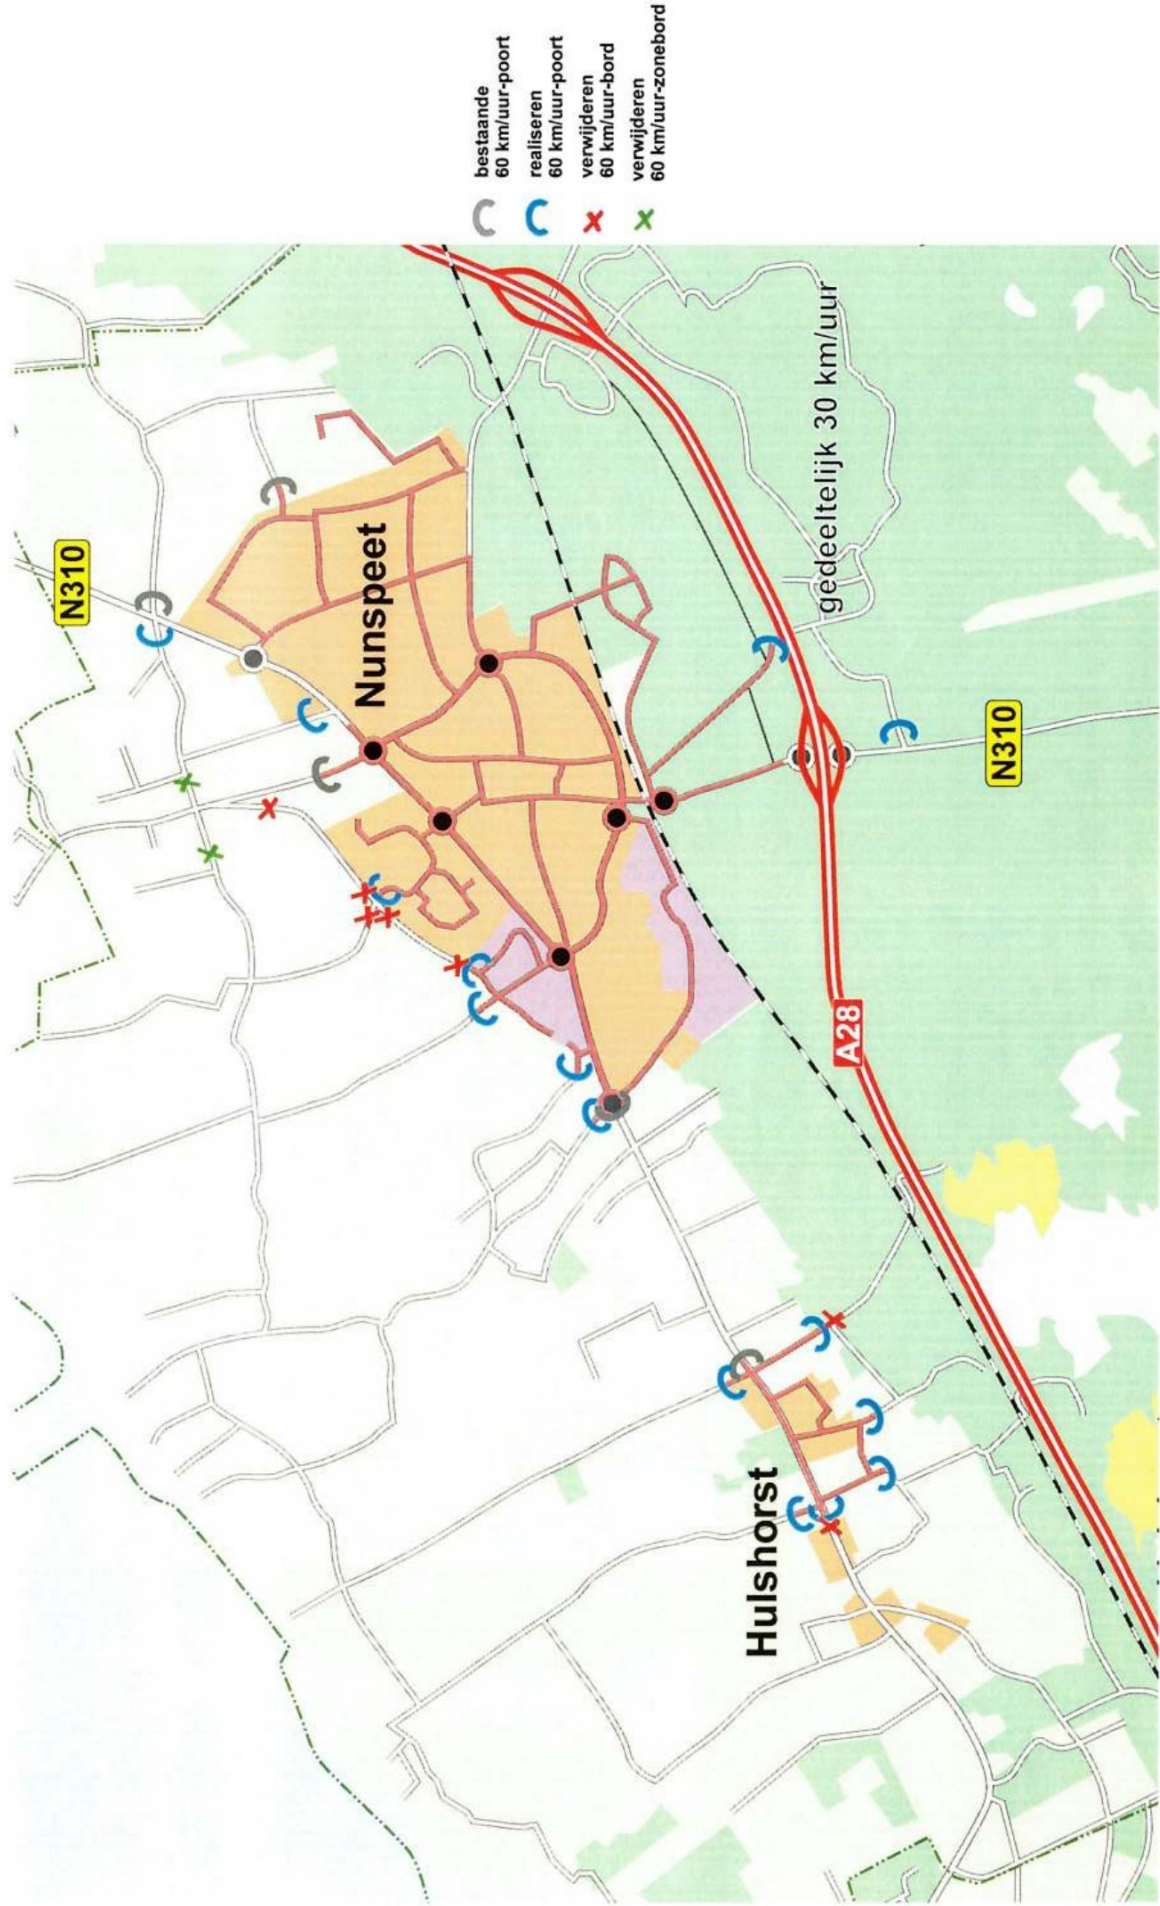 bestaande
60 km/uur-poort
realiseren
60 km/uur-poort
verwijderen
60 km/uur-bord
verwijderen
60 km/uur-zonebord
N310
Nunspeet
gedeeltelijk 30 km/uur
N310
A28
Hulshorst